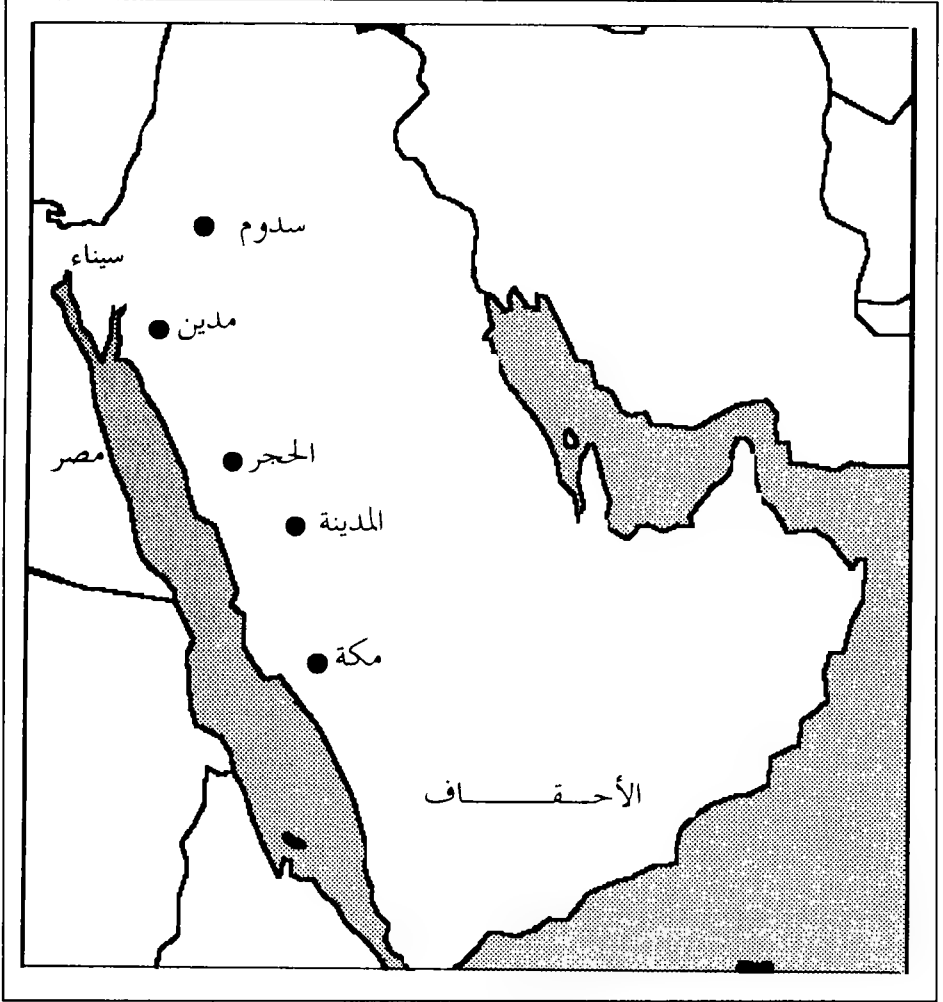 سدوم
سيناء
مدين
الحجر
مصر
المدينة
مكة
الأحقاف